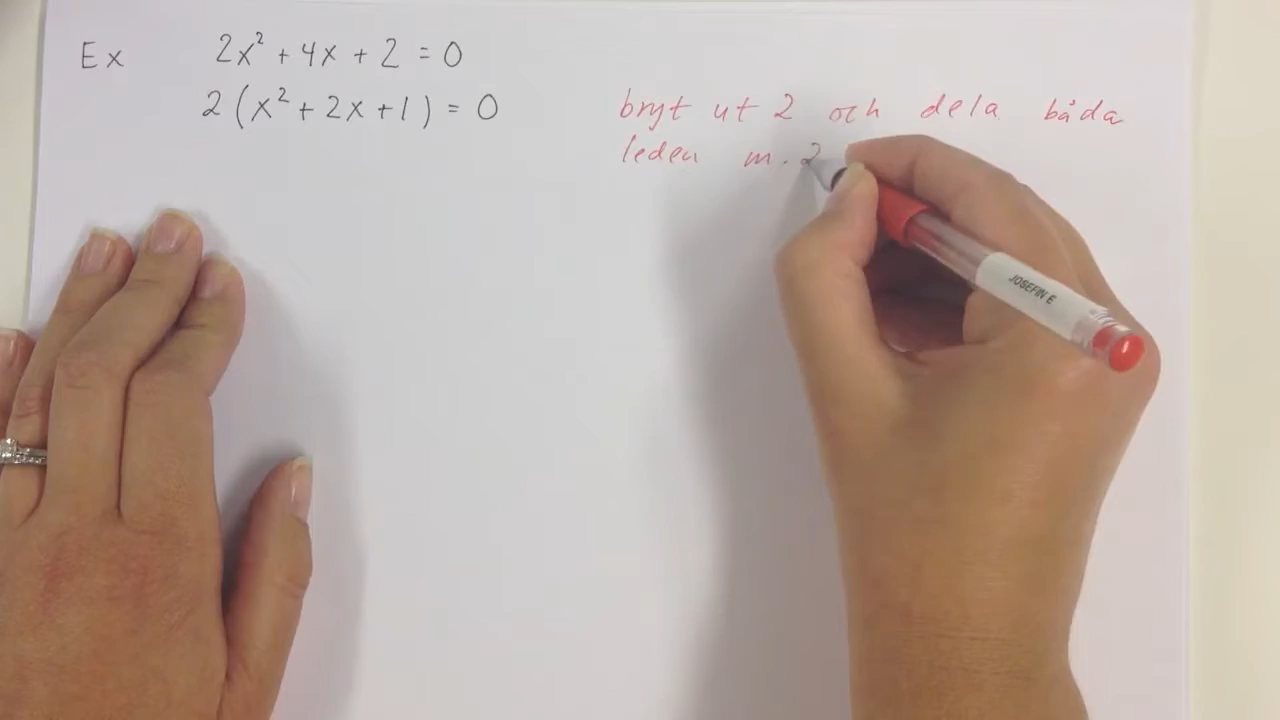 Ex 2x² + 4x + 2 = 0
2(x² + 2x + 1) = 0
bryt ut 2 och dela båda
leden m. 2
JOSEFIN E